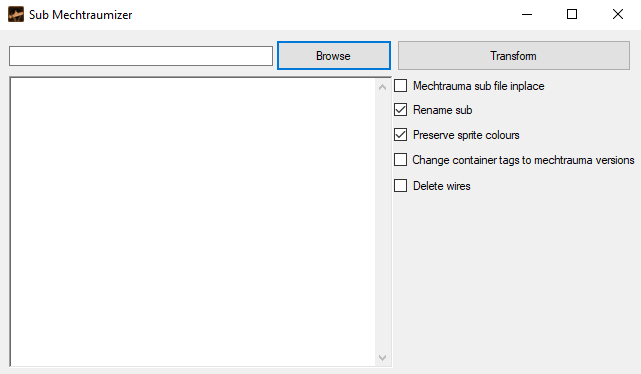 Sub Mechtraumizer
Browse
Transform
Mechtrauma sub file inplace
Rename sub
Preserve sprite colours
Change container tags to mechtrauma versions
Delete wires